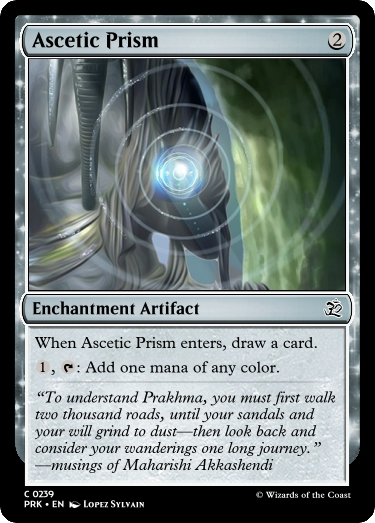 Ascetic Prism 2
Enchantment Artifact
When Ascetic Prism enters, draw a card.
1, : Add one mana of any color.
“To understand Prakhma, you must first walk
two thousand roads, until your sandals and
your will grind to dust—then look back and
consider your wanderings one long journey.”
—musings of Maharishi Akkashendi
C 0239
PRK • EN Lopez Sylvain
© Wizards of the Coast